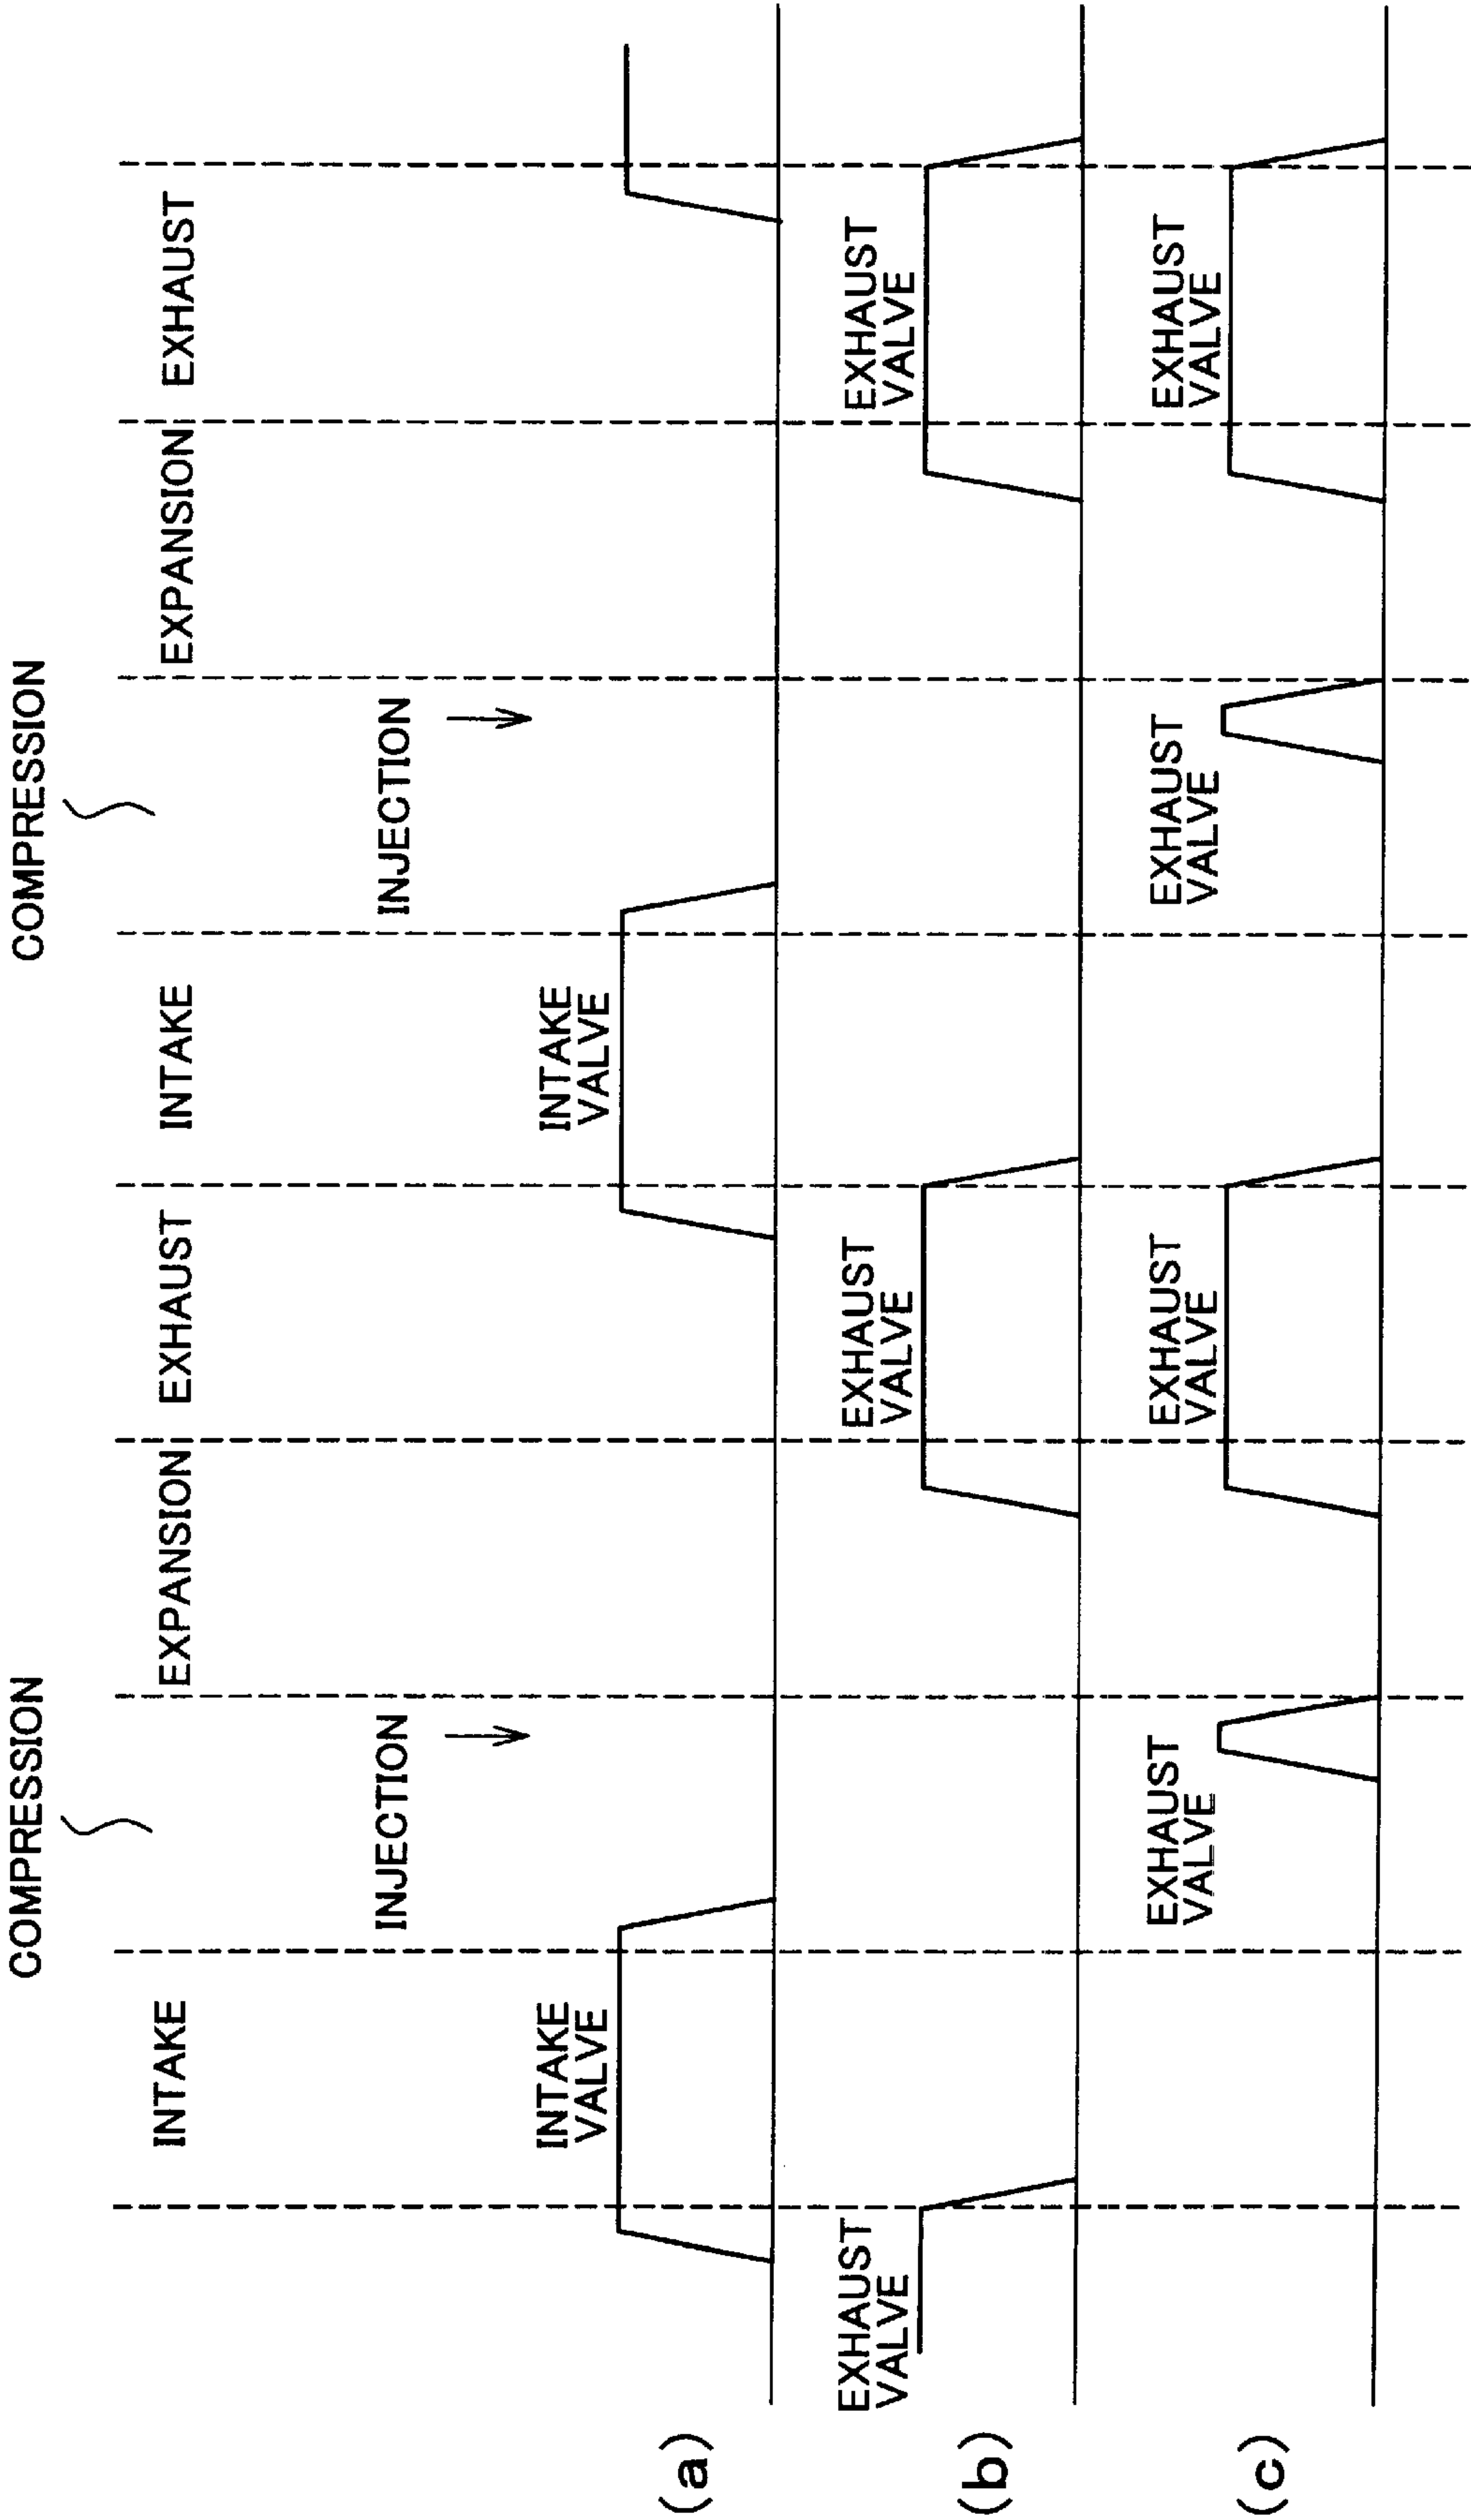 COMPRESSION
COMPRESSION
INTAKE
EXPANSION
EXHAUST
INTAKE
EXPANSION
EXHAUST
INJECTION
INJECTION
INTAKE
VALVE
INTAKE
VALVE
(a)
EXHAUST
VALVE
EXHAUST
VALVE
EXHAUST
VALVE
(b)
EXHAUST
VALVE
EXHAUST
VALVE
EXHAUST
VALVE
EXHAUST
VALVE
(c)